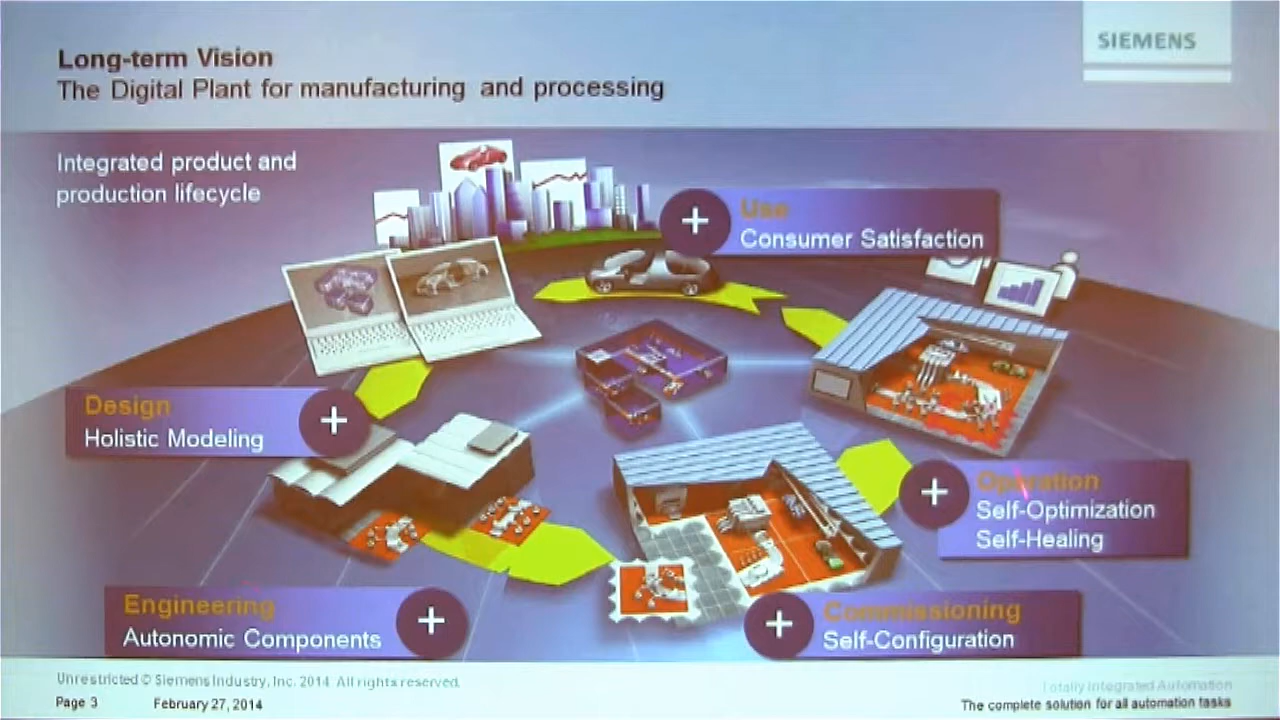 Long-term Vision
The Digital Plant for manufacturing and processing
SIEMENS
Integrated product and
production lifecycle
Use
Consumer Satisfaction
Design
Holistic Modeling
Operation
Self-Optimization
Self-Healing
Engineering
Autonomic Components
Commissioning
Self-Configuration
Unrestricted © Siemens Industry, Inc. 2014 All rights reserved.
Page 3 February 27, 2014
Totally Integrated Automation
The complete solution for all automation tasks